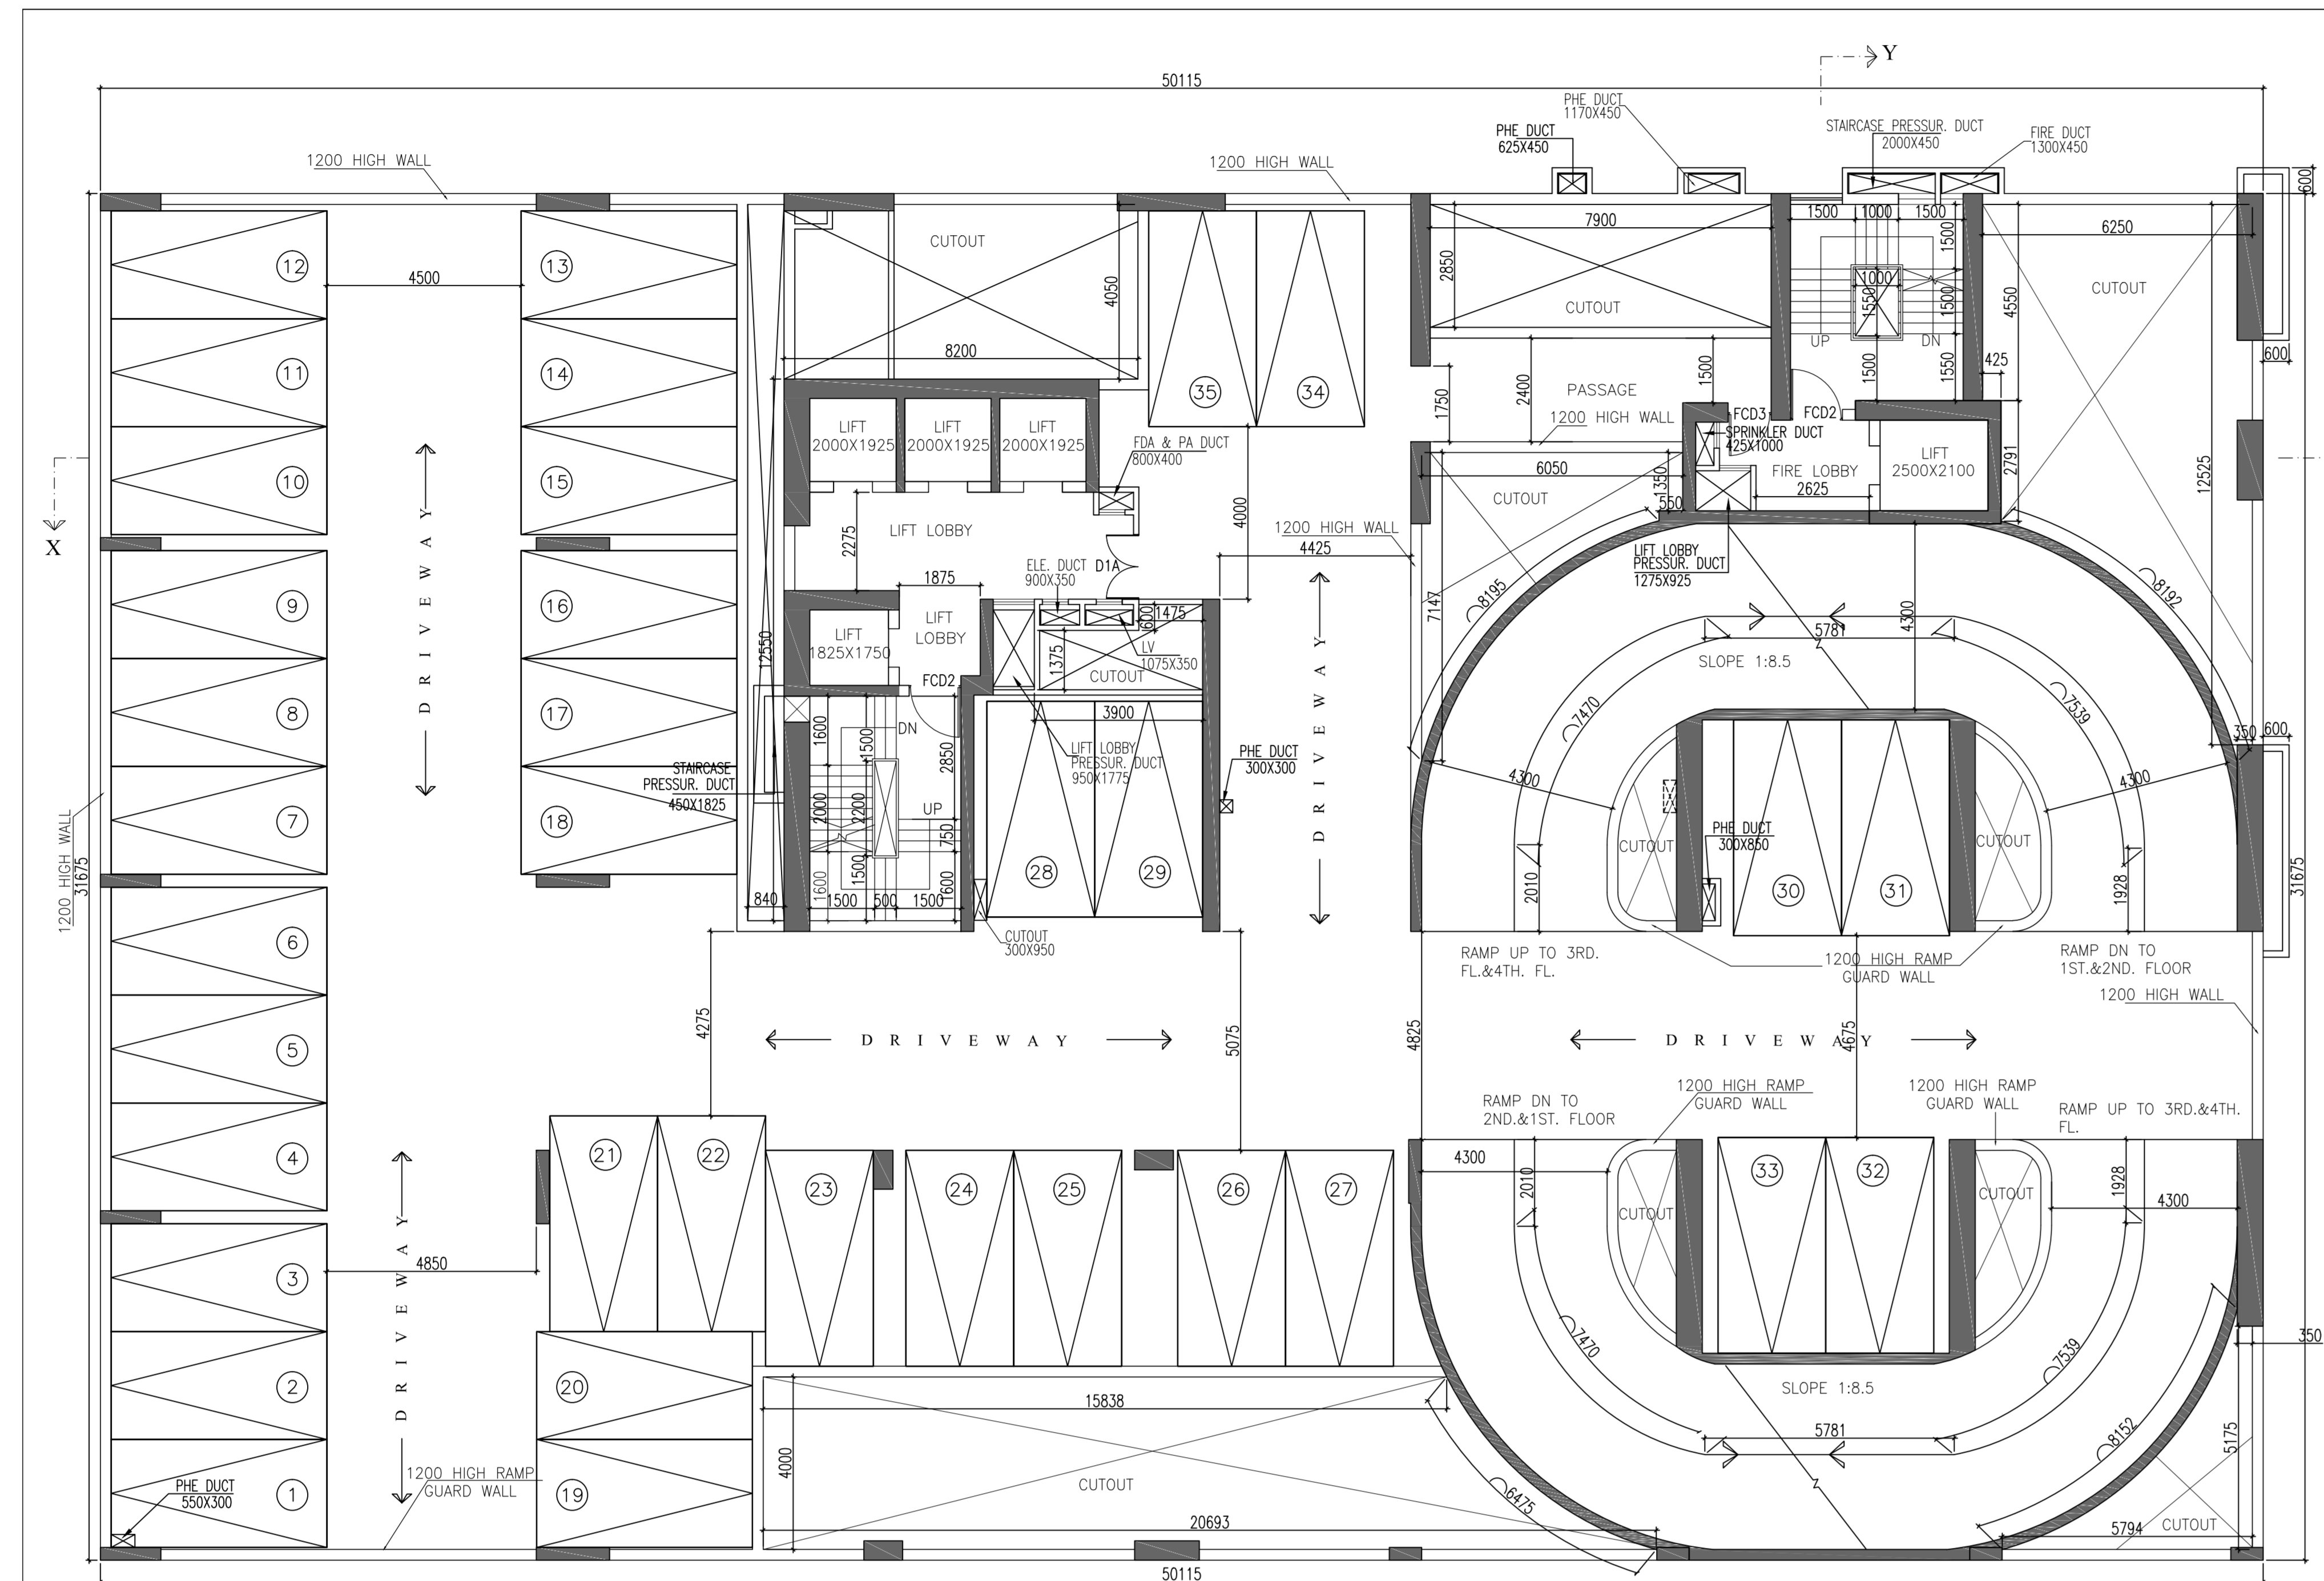 50115
Y
PHE DUCT
1170X450
PHE DUCT
625X450
STAIRCASE PRESSUR. DUCT
2000X450
FIRE DUCT
1300X450
1200 HIGH WALL
1200 HIGH WALL
600
12
4500
13
CUTOUT
4050
8200
35
34
7900
2850
CUTOUT
1500
1000
1500
1500
1000
1550
1500
UP
DN
1500
1550
4550
425
6250
CUTOUT
600
11
14
10
15
X
DRIVEWAY
LIFT
2000X1925
LIFT
2000X1925
LIFT
2000X1925
FDA & PA DUCT
800X400
1750
2400
PASSAGE
1500
1200 HIGH WALL
FCD3
FCD2
SPRINKLER DUCT
425X1000
6050
CUTOUT
1350
550
FIRE LOBBY
2625
LIFT
2500X2100
2791
12525
LIFT LOBBY
2275
4000
1200 HIGH WALL
4425
ELE. DUCT
900X350
D1A
1875
LIFT LOBBY
PRESSUR. DUCT
1275X925
9
16
LIFT
LOBBY
LIFT
1825X1750
600
1475
LV
1075X350
1375
CUTOUT
12550
FCD2
7147
8195
4300
8192
5781
SLOPE 1:8.5
7470
7539
8
17
DRIVEWAY
3900
1600
1500
DN
2850
LIFT LOBBY
PRESSUR. DUCT
950X1775
PHE DUCT
300X300
350
600
4300
4300
STAIRCASE
PRESSUR. DUCT
450X1825
7
18
2000
2200
UP
750
1600
1500
1600
840
1500
500
1500
28
29
CUTOUT
300X950
CUTOUT
PHE DUCT
300X850
30
31
CUTOUT
2010
1928
1200 HIGH WALL
31675
31675
6
RAMP UP TO 3RD.
FL.&4TH. FL.
1200 HIGH RAMP
GUARD WALL
RAMP DN TO
1ST.&2ND. FLOOR
1200 HIGH WALL
5
4275
DRIVEWAY
5075
4825
DRIVEWAY
4675
1200 HIGH RAMP
GUARD WALL
1200 HIGH RAMP
GUARD WALL
RAMP DN TO
2ND.&1ST. FLOOR
RAMP UP TO 3RD.&4TH.
FL.
4
21
22
23
24
25
26
27
4300
2010
33
32
CUTOUT
CUTOUT
1928
4300
3
4850
DRIVEWAY
2
20
7470
7539
350
SLOPE 1:8.5
15838
5781
8152
5175
4000
1200 HIGH RAMP
GUARD WALL
PHE DUCT
550X300
1
19
CUTOUT
6475
20693
5794
CUTOUT
50115